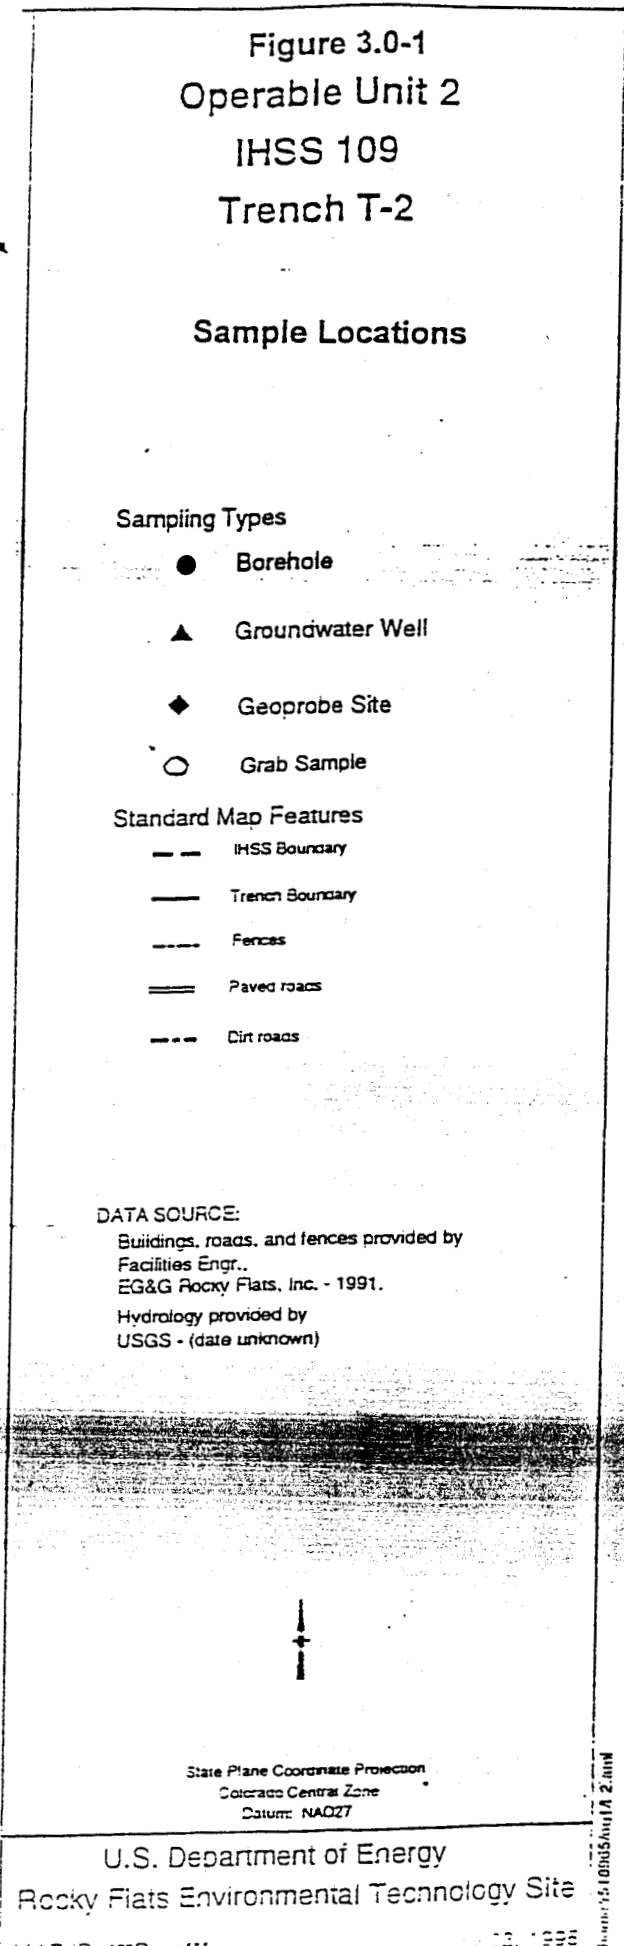 Figure 3.0-1
Operable Unit 2
IHSS 109
Trench T-2
Sample Locations
Sampling Types
Borehole
Groundwater Well
Geoprobe Site
Grab Sample
Standard Map Features
IHSS Boundary
Trench Boundary
Fences
Paved roads
Dirt roads
DATA SOURCE:
Buildings, roads, and fences provided by
Facilities Engr.,
EG&G Rocky Flats, Inc. - 1991.
Hydrology provided by
USGS - (date unknown)
State Plane Coordinate Projection
Colorado Central Zone
Datum: NAD27
U.S. Department of Energy
Rocky Flats Environmental Technology Site